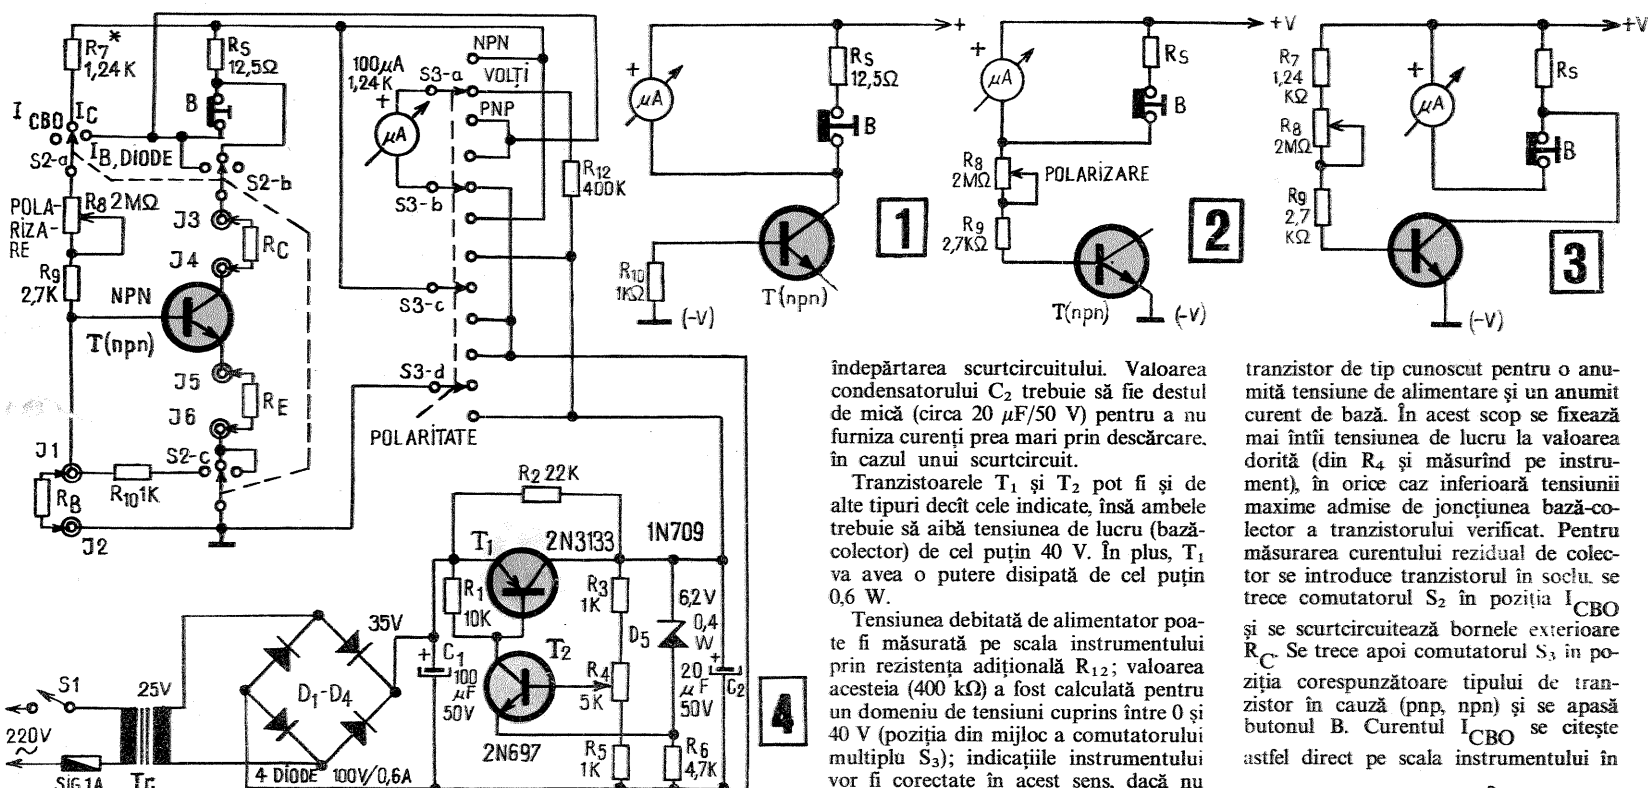 R7* 1,24K
RS 12,5Ω
B
ICBO
IC
IB, DIODE
S2-a
S2-b
POLA-
RIZA-
RE
R8 2MΩ
R9 2,7K
NPN
T(npn)
J3
RC
J4
J5
RE
J6
S2-c
J1
RB
R10 1K
J2
100μA
1,24K
+
μA
S3-a
NPN
VOLȚI
PNP
S3-b
R12 400K
S3-c
S3-d
POLARITATE
+
+
μA
RS 12,5Ω
B
R10 1KΩ
T(npn)
(-V)
1
+V
+
μA
RS
B
R8 2MΩ
POLARIZARE
R9 2,7KΩ
T(npn)
(-V)
2
+V
R7
1,24
KΩ
R8 2MΩ
+
μA
RS
B
R9
2,7
KΩ
(-V)
3
R2 22K
T1
2N3133
1N709
R1
10K
R3
1K
6,2V
0,4
W
D5
T2
2N697
R4
5K
R5
1K
R6
4,7K
+
C1
100
μF
50V
+
20
μF
50V
C2
35V
D1-D4
4 DIODE 100V/0,6A
25V
S1
220V
~
SIG.1A
Tr
4
îndepărtarea scurtcircuitului. Valoarea
condensatorului C2 trebuie să fie destul
de mică (circa 20 μF/50 V) pentru a nu
furniza curenți prea mari prin descărcare,
în cazul unui scurtcircuit.
Tranzistoarele T1 și T2 pot fi și de
alte tipuri decît cele indicate, însă ambele
trebuie să aibă tensiunea de lucru (bază-
colector) de cel puțin 40 V. În plus, T1
va avea o putere disipată de cel puțin
0,6 W.
Tensiunea debitată de alimentator poa-
te fi măsurată pe scala instrumentului
prin rezistența adițională R12; valoarea
acesteia (400 kΩ) a fost calculată pentru
un domeniu de tensiuni cuprins între 0 și
40 V (poziția din mijloc a comutatorului
multiplu S3); indicațiile instrumentului
vor fi corectate în acest sens, dacă nu
tranzistor de tip cunoscut pentru o anu-
mită tensiune de alimentare și un anumit
curent de bază. În acest scop se fixează
mai întîi tensiunea de lucru la valoarea
dorită (din R4 și măsurînd pe instru-
ment), în orice caz inferioară tensiunii
maxime admise de joncțiunea bază-co-
lector a tranzistorului verificat. Pentru
măsurarea curentului rezidual de colec-
tor se introduce tranzistorul în soclu, se
trece comutatorul S2 în poziția ICBO
și se scurtcircuitează bornele exterioare
RC. Se trece apoi comutatorul S3 în po-
ziția corespunzătoare tipului de tran-
zistor în cauză (pnp, npn) și se apasă
butonul B. Curentul ICBO se citește
astfel direct pe scala instrumentului în